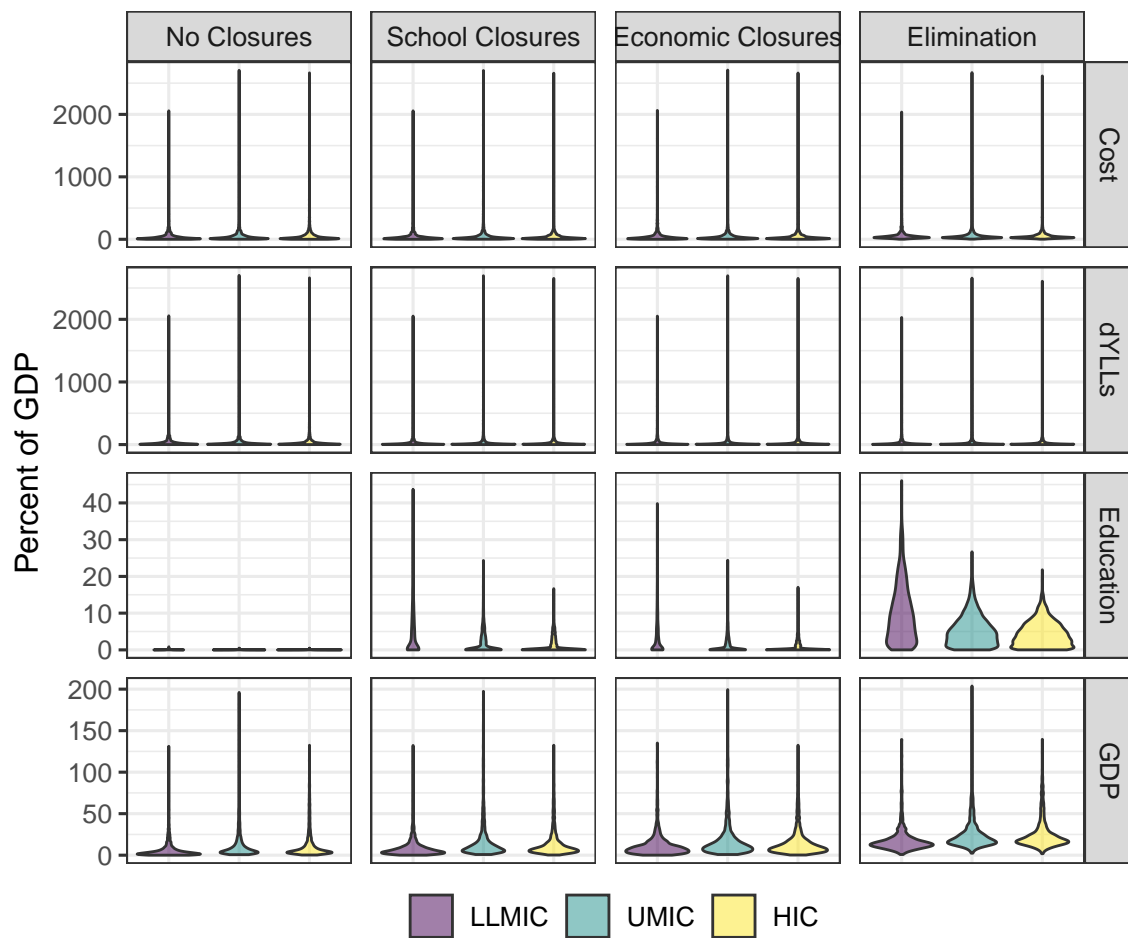 No Closures School Closures Economic Closures Elimination
2000
1000
0
Cost
2000
1000
0
dYLLs
Percent of GDP
40
30
20
10
0
Education
200
150
100
50
0
GDP
LLMIC UMIC HIC